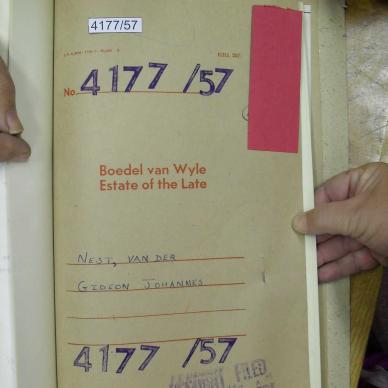 4177/57
No. 4177 /57
Boedel van Wyle
Estate of the Late
NEST, VAN DER
GIDEON JOHANNES
4177 /57
FILED